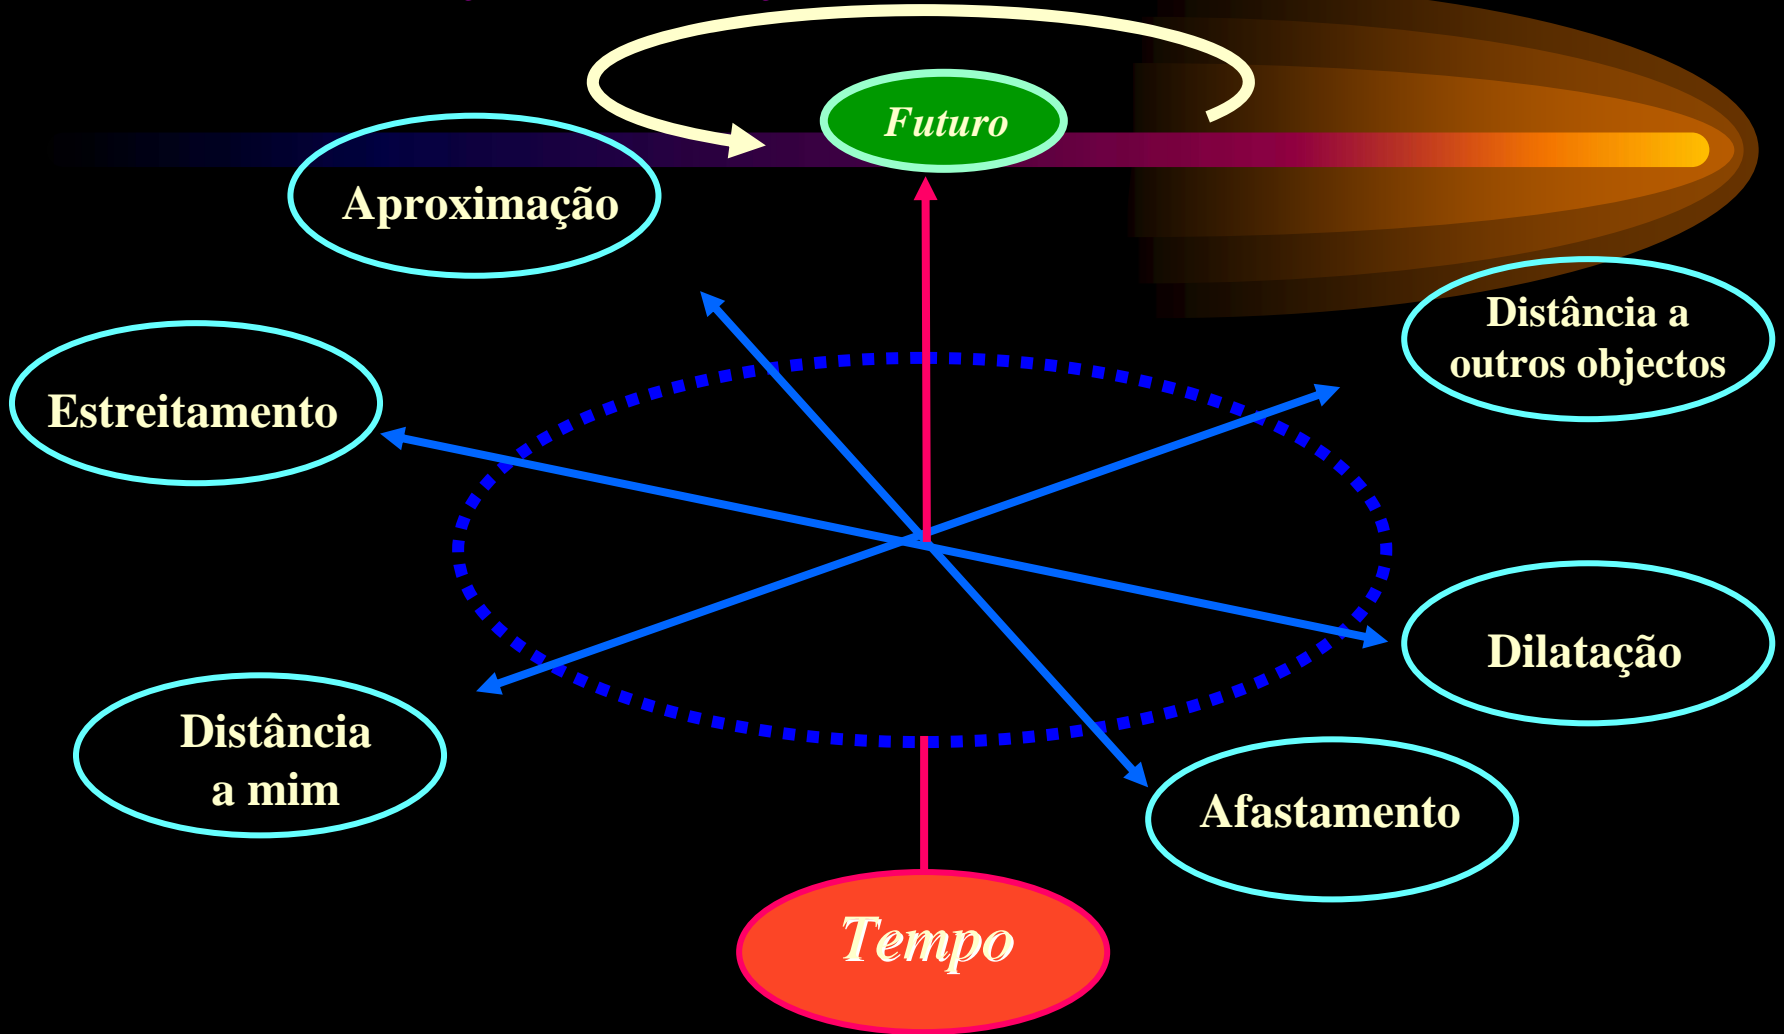 Futuro
Aproximação
Distância a
outros objectos
Estreitamento
Dilatação
Distância
a mim
Afastamento
Tempo